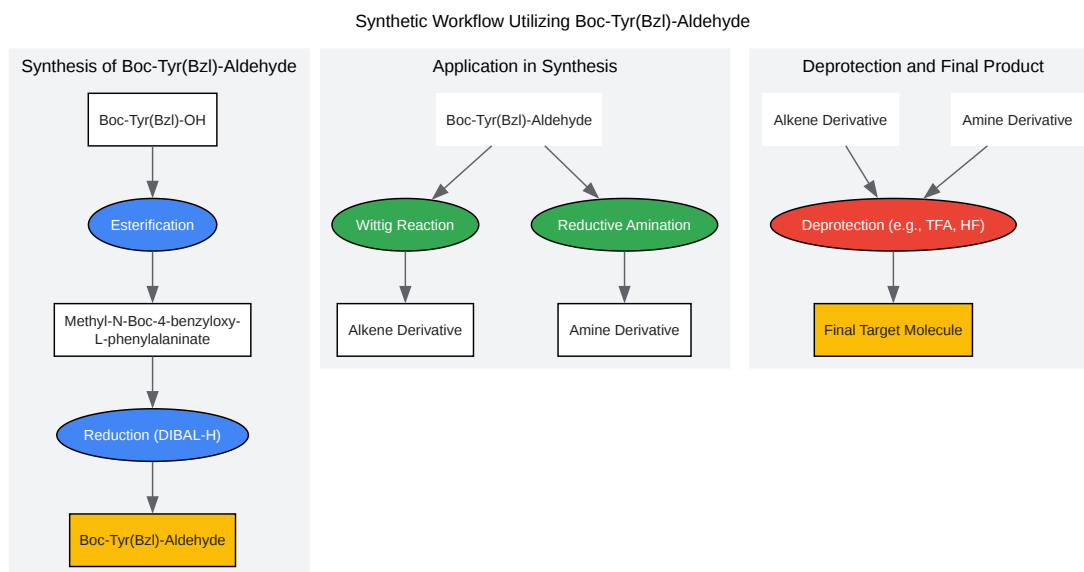 Synthetic Workflow Utilizing Boc-Tyr(Bzl)-Aldehyde
Synthesis of Boc-Tyr(Bzl)-Aldehyde
Boc-Tyr(Bzl)-OH
Esterification
Methyl-N-Boc-4-benzyloxy-
L-phenylalaninate
Reduction (DIBAL-H)
Boc-Tyr(Bzl)-Aldehyde
Application in Synthesis
Boc-Tyr(Bzl)-Aldehyde
Wittig Reaction
Reductive Amination
Alkene Derivative
Amine Derivative
Deprotection and Final Product
Alkene Derivative
Amine Derivative
Deprotection (e.g., TFA, HF)
Final Target Molecule